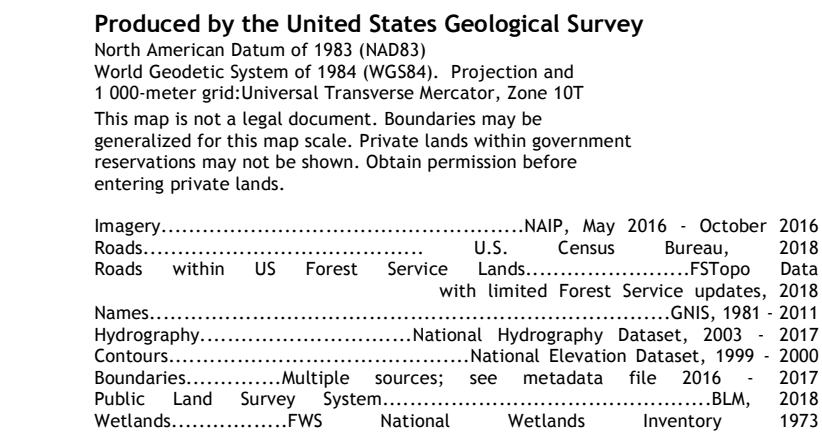 Produced by the United States Geological Survey
North American Datum of 1983 (NAD83)
World Geodetic System of 1984 (WGS84). Projection and
1 000-meter grid:Universal Transverse Mercator, Zone 10T
This map is not a legal document. Boundaries may be
generalized for this map scale. Private lands within government
reservations may not be shown. Obtain permission before
entering private lands.
Imagery.....................................................NAIP, May 2016 - October 2016
Roads......................................... U.S. Census Bureau, 2018
Roads within US Forest Service Lands........................FSTopo Data
with limited Forest Service updates, 2018
Names............................................................................GNIS, 1981 - 2011
Hydrography...............................National Hydrography Dataset, 2003 - 2017
Contours............................................National Elevation Dataset, 1999 - 2000
Boundaries..............Multiple sources; see metadata file 2016 - 2017
Public Land Survey System................................................BLM, 2018
Wetlands.................FWS National Wetlands Inventory 1973